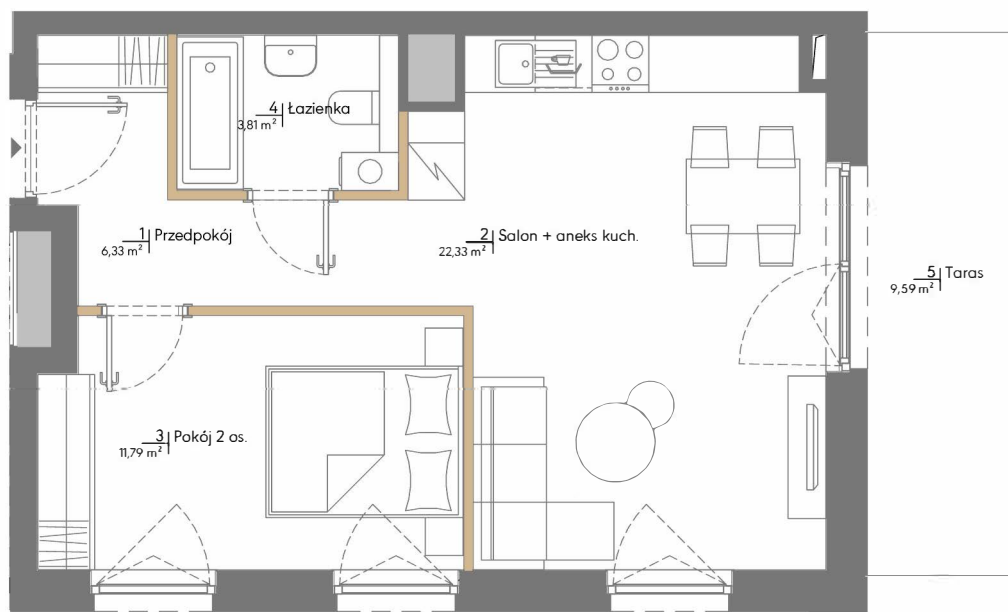 4 Łazienka
3,81 m²
1 Przedpokój
6,33 m²
2 Salon + aneks kuch.
22,33 m²
5 Taras
9,59 m²
3 Pokój 2 os.
11,79 m²